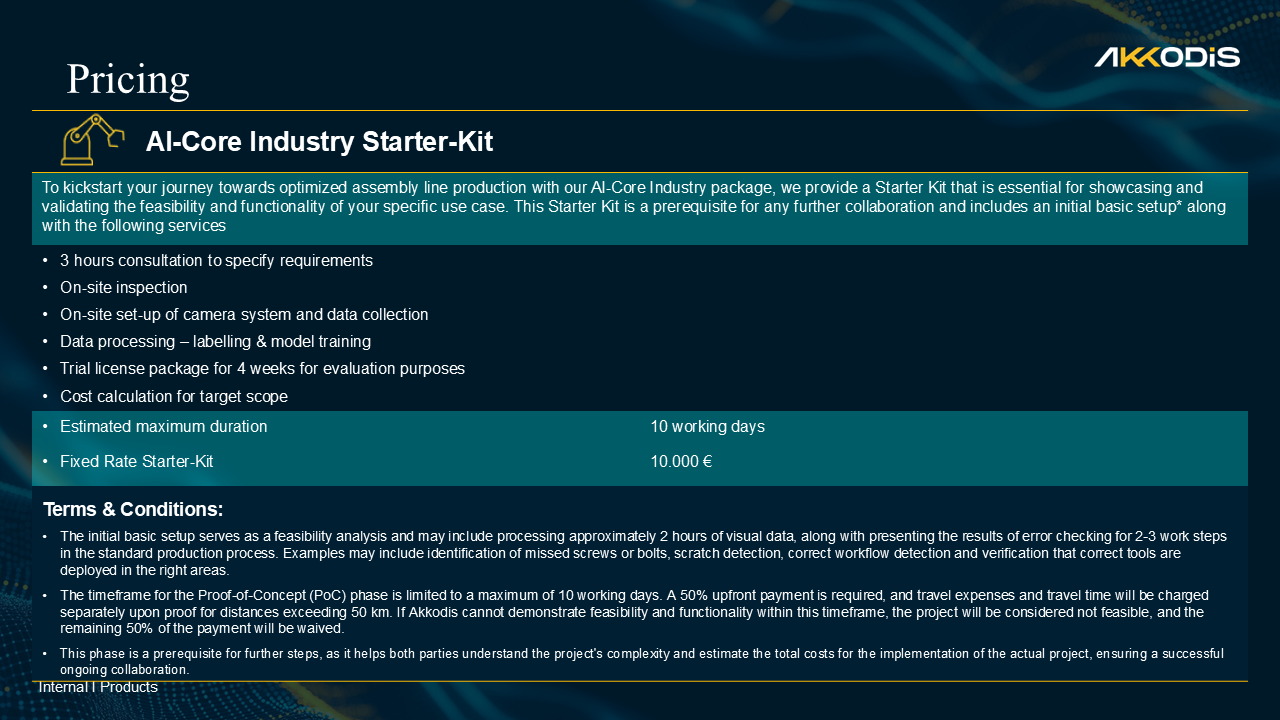 Pricing
AKKODIS
AI-Core Industry Starter-Kit
To kickstart your journey towards optimized assembly line production with our AI-Core Industry package, we provide a Starter Kit that is essential for showcasing and
validating the feasibility and functionality of your specific use case. This Starter Kit is a prerequisite for any further collaboration and includes an initial basic setup* along
with the following services
• 3 hours consultation to specify requirements
• On-site inspection
• On-site set-up of camera system and data collection
• Data processing – labelling & model training
• Trial license package for 4 weeks for evaluation purposes
• Cost calculation for target scope
• Estimated maximum duration 10 working days
• Fixed Rate Starter-Kit 10.000 €
Terms & Conditions:
• The initial basic setup serves as a feasibility analysis and may include processing approximately 2 hours of visual data, along with presenting the results of error checking for 2-3 work steps
in the standard production process. Examples may include identification of missed screws or bolts, scratch detection, correct workflow detection and verification that correct tools are
deployed in the right areas.
• The timeframe for the Proof-of-Concept (PoC) phase is limited to a maximum of 10 working days. A 50% upfront payment is required, and travel expenses and travel time will be charged
separately upon proof for distances exceeding 50 km. If Akkodis cannot demonstrate feasibility and functionality within this timeframe, the project will be considered not feasible, and the
remaining 50% of the payment will be waived.
• This phase is a prerequisite for further steps, as it helps both parties understand the project's complexity and estimate the total costs for the implementation of the actual project, ensuring a successful
ongoing collaboration.
Internal I Products